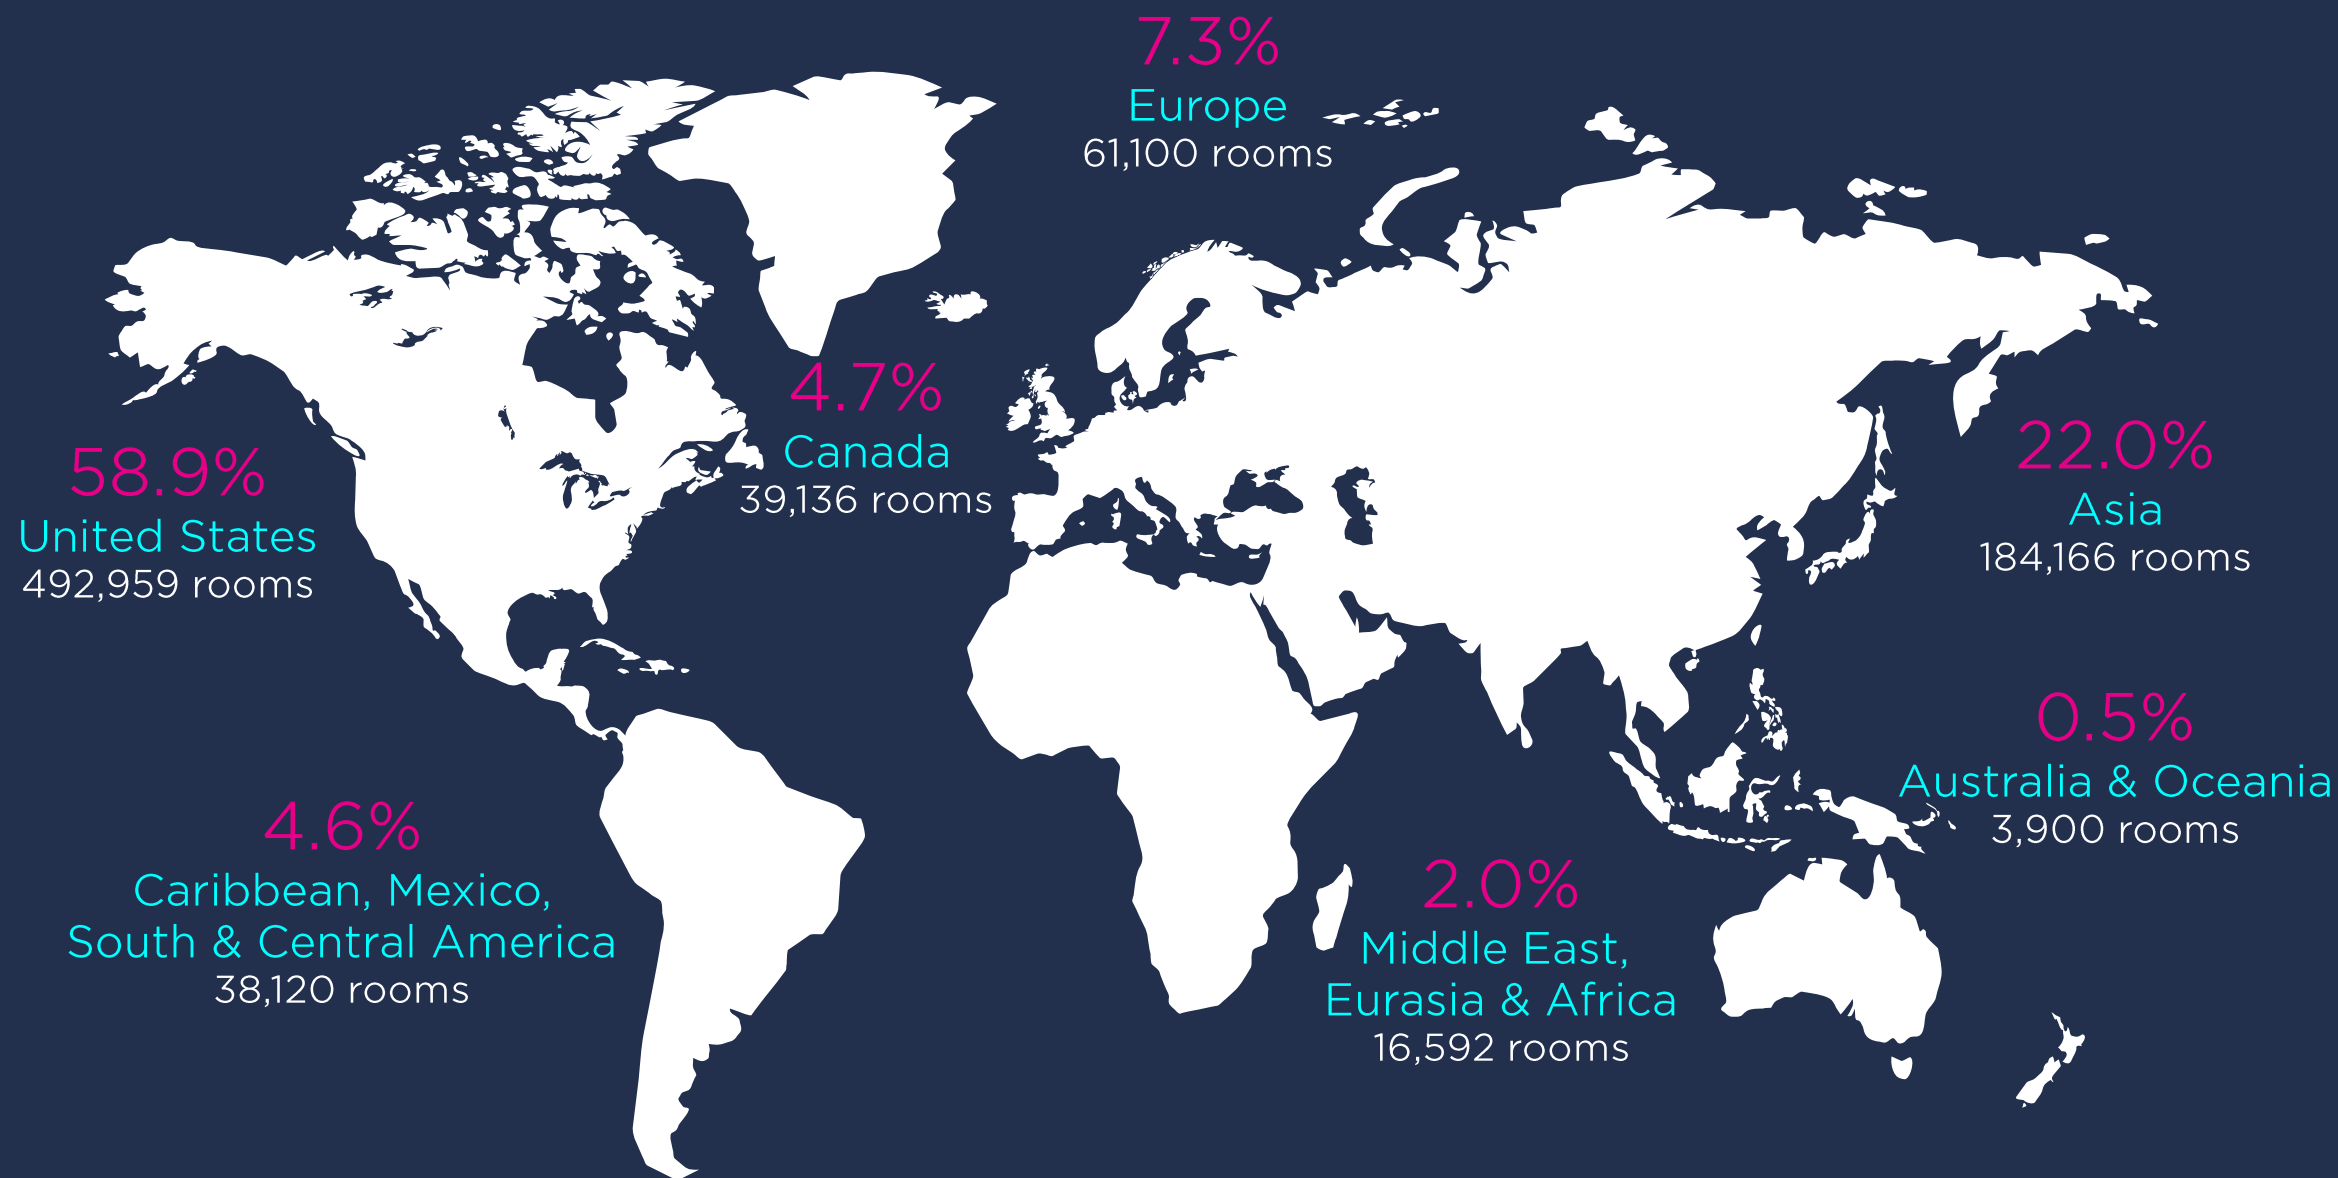 7.3%
Europe
61,100 rooms
4.7%
Canada
39,136 rooms
58.9%
United States
492,959 rooms
22.0%
Asia
184,166 rooms
0.5%
Australia & Oceania
3,900 rooms
4.6%
Caribbean, Mexico,
South & Central America
38,120 rooms
2.0%
Middle East,
Eurasia & Africa
16,592 rooms